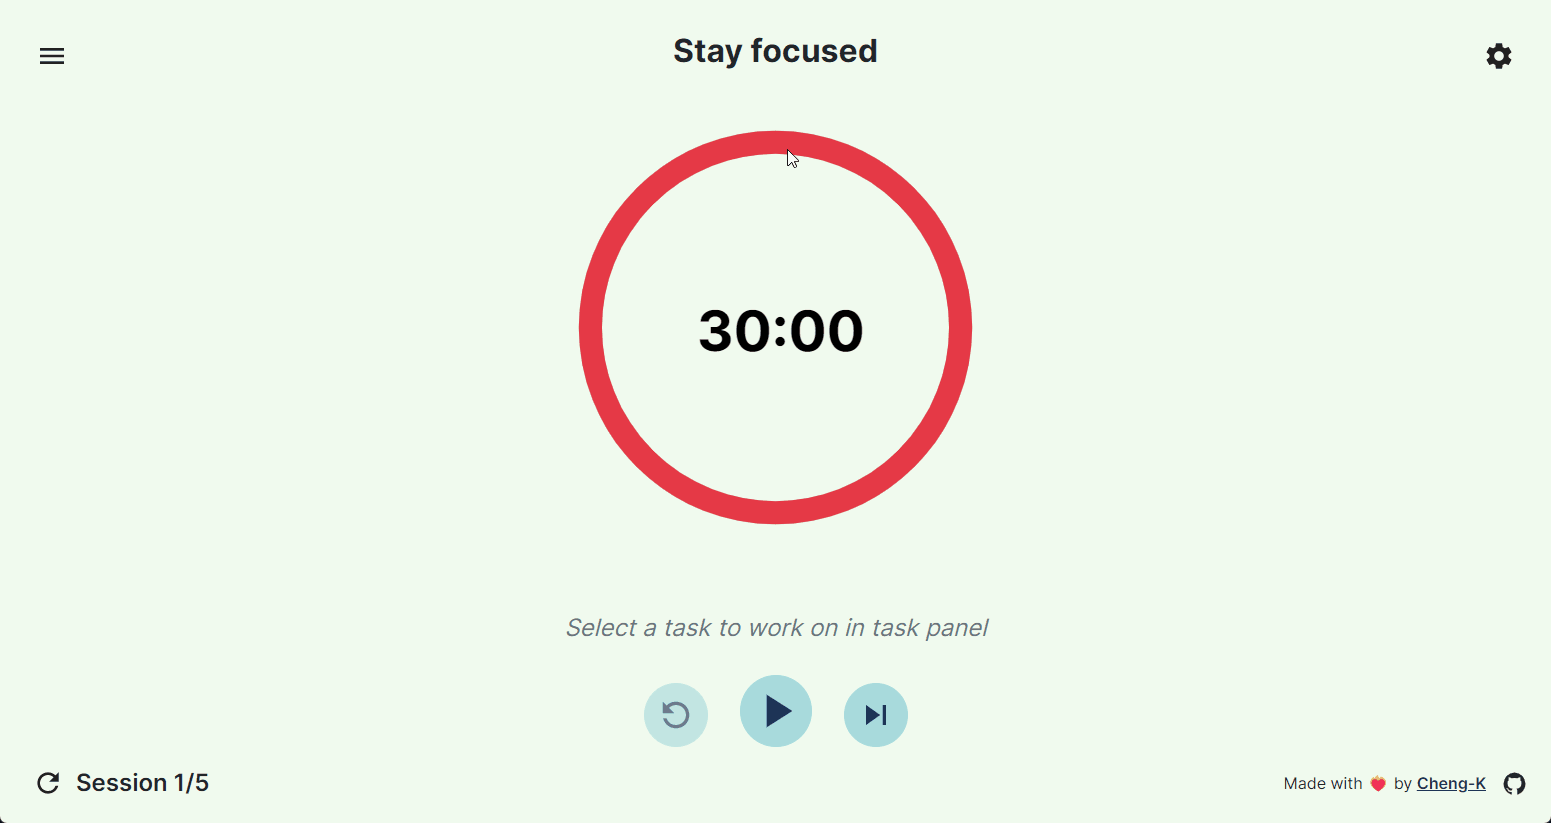 Stay focused
30:00
Select a task to work on in task panel
Session 1/5
Made with ❤️ by Cheng-K